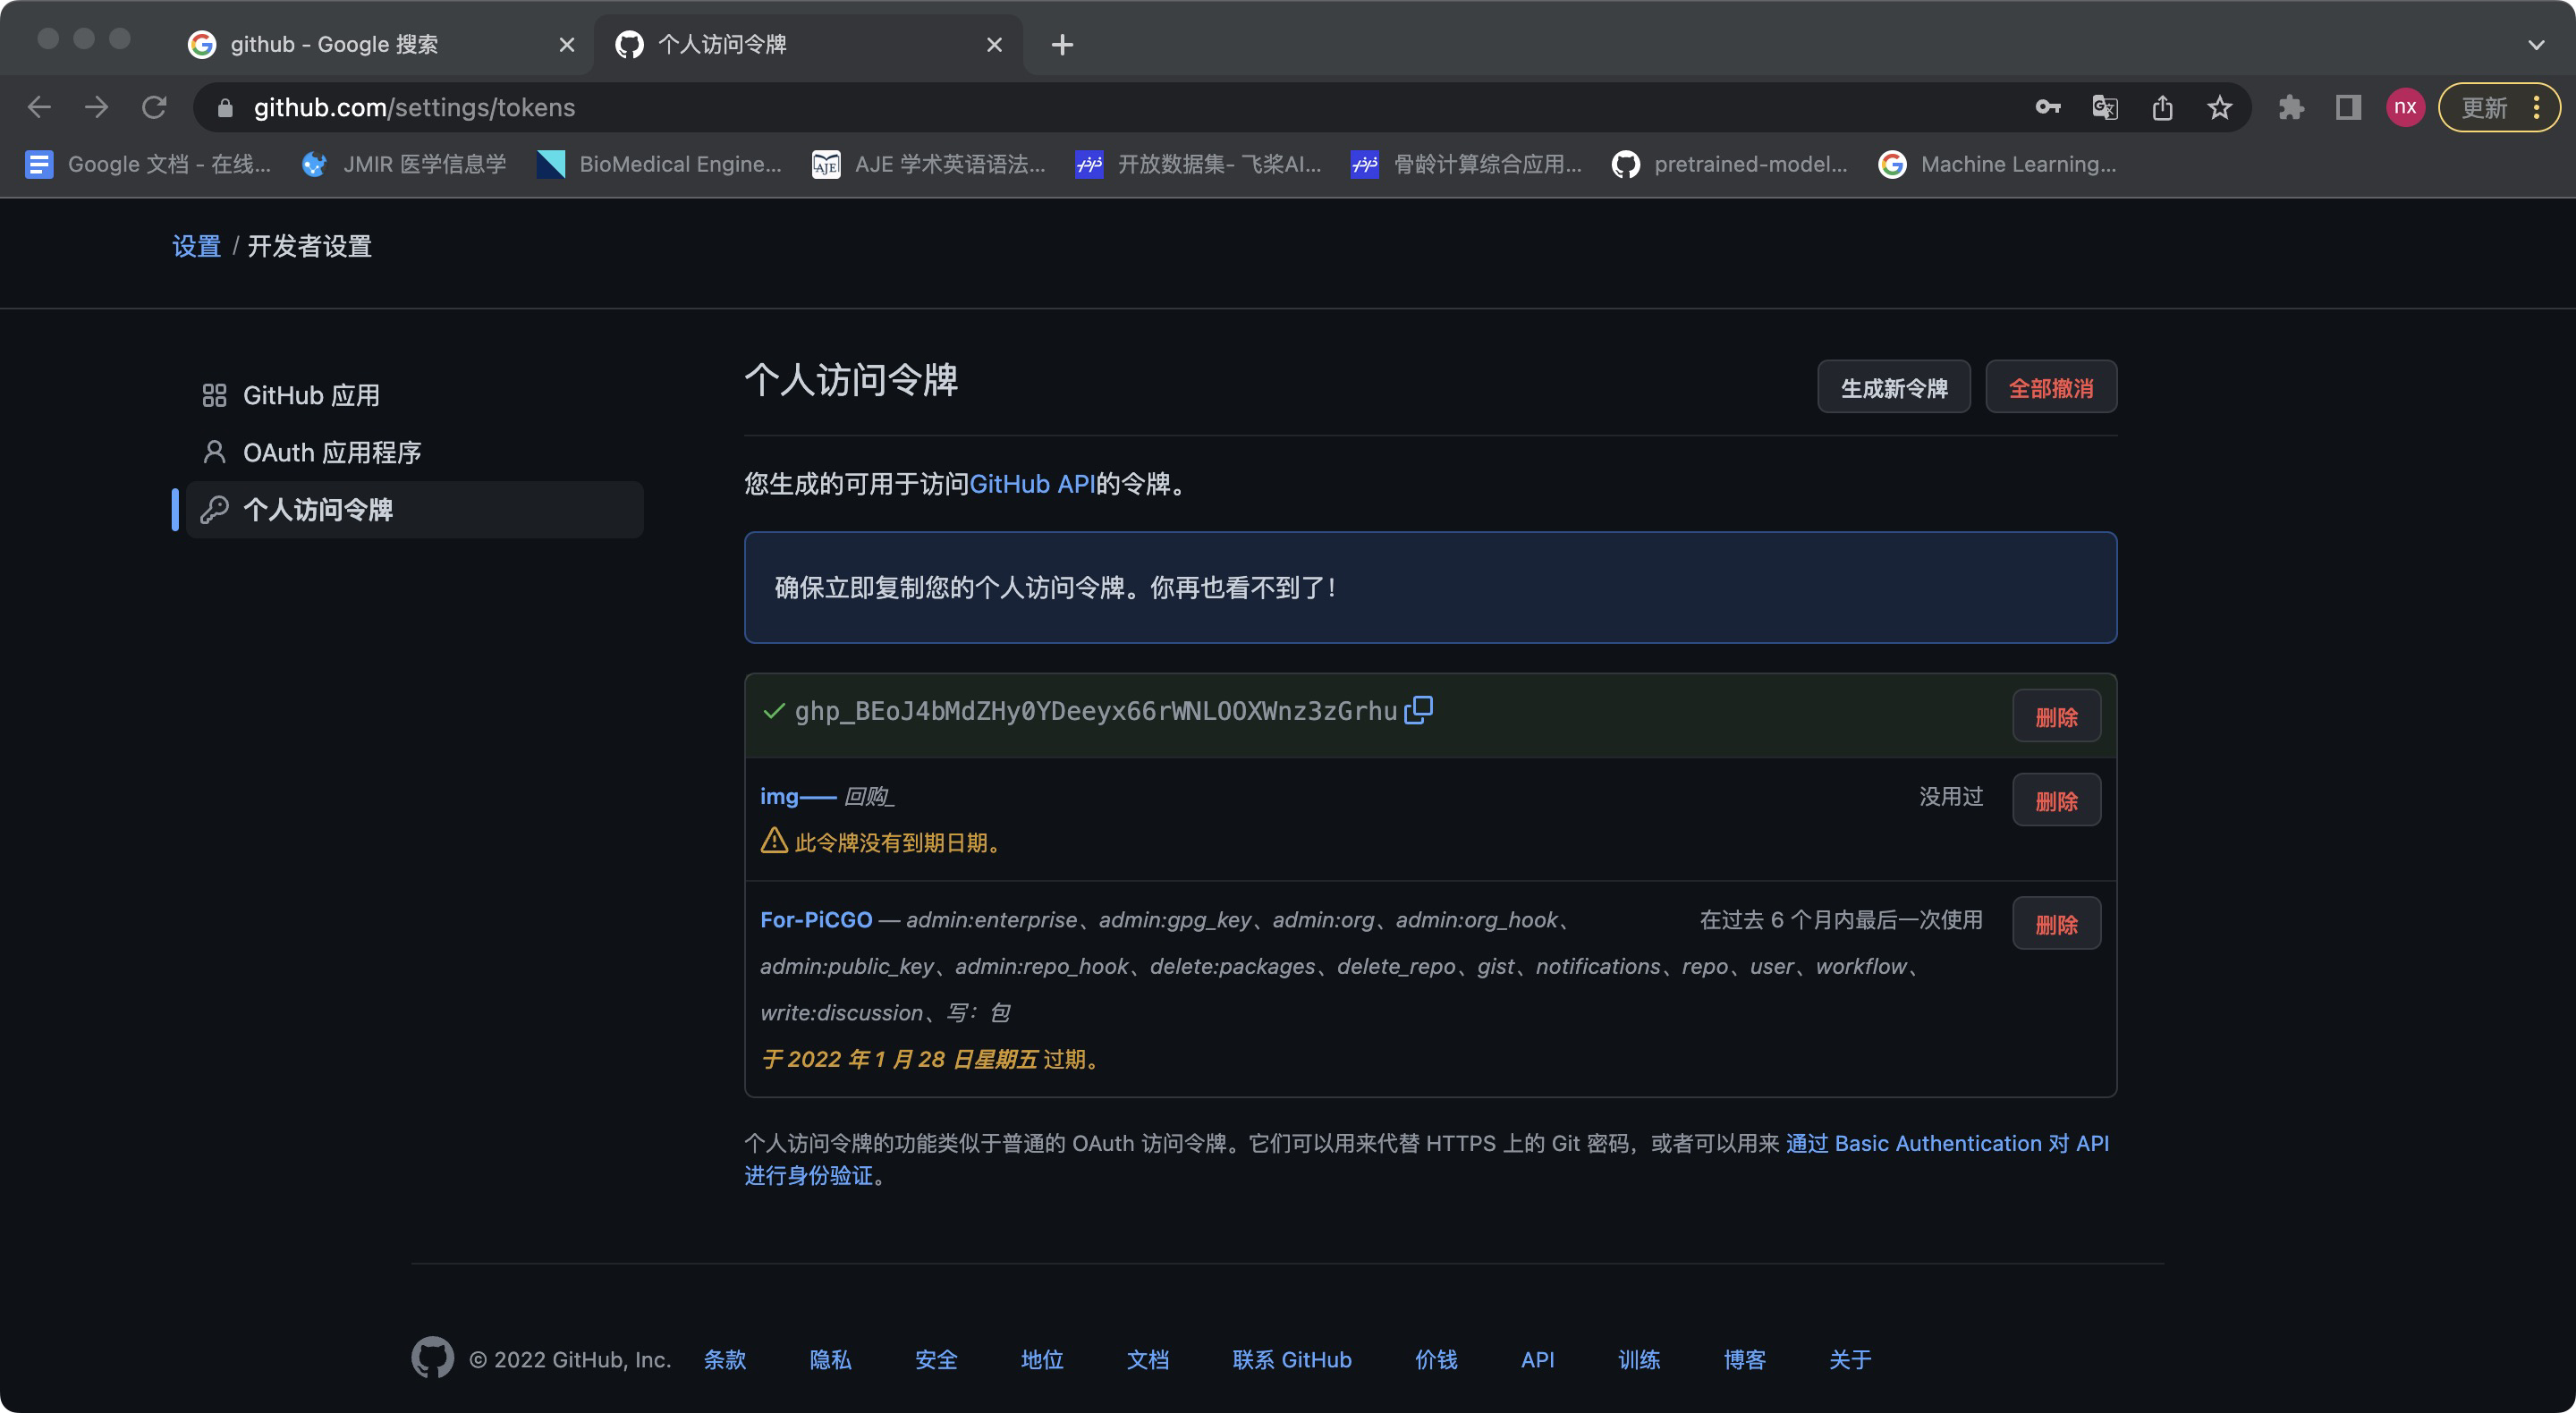 github - Google 搜索
个人访问令牌
github.com/settings/tokens
nx
更新
Google 文档 - 在线...
JMIR 医学信息学
BioMedical Engine...
AJE
AJE 学术英语语法...
开放数据集- 飞桨AI...
骨龄计算综合应用...
pretrained-model...
Machine Learning...
设置 / 开发者设置
GitHub 应用
OAuth 应用程序
个人访问令牌
个人访问令牌
生成新令牌
全部撤消
您生成的可用于访问GitHub API的令牌。
确保立即复制您的个人访问令牌。你再也看不到了！
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
删除
img—— 回购_
没用过
删除
此令牌没有到期日期。
For-PiCGO — admin:enterprise、admin:gpg_key、admin:org、admin:org_hook、
在过去 6 个月内最后一次使用
删除
admin:public_key、admin:repo_hook、delete:packages、delete_repo、gist、notifications、repo、user、workflow、
write:discussion、写：包
于 2022 年 1 月 28 日星期五 过期。
个人访问令牌的功能类似于普通的 OAuth 访问令牌。它们可以用来代替 HTTPS 上的 Git 密码，或者可以用来 通过 Basic Authentication 对 API
进行身份验证。
© 2022 GitHub, Inc.
条款
隐私
安全
地位
文档
联系 GitHub
价钱
API
训练
博客
关于